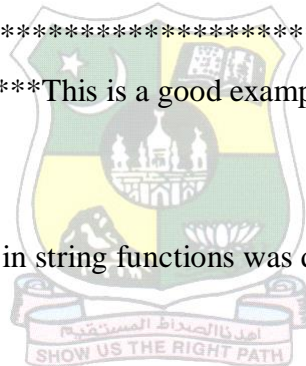 *******************
***This is a good examp
in string functions was
اهدنا الصراط المستقيم
SHOW US THE RIGHT PATH